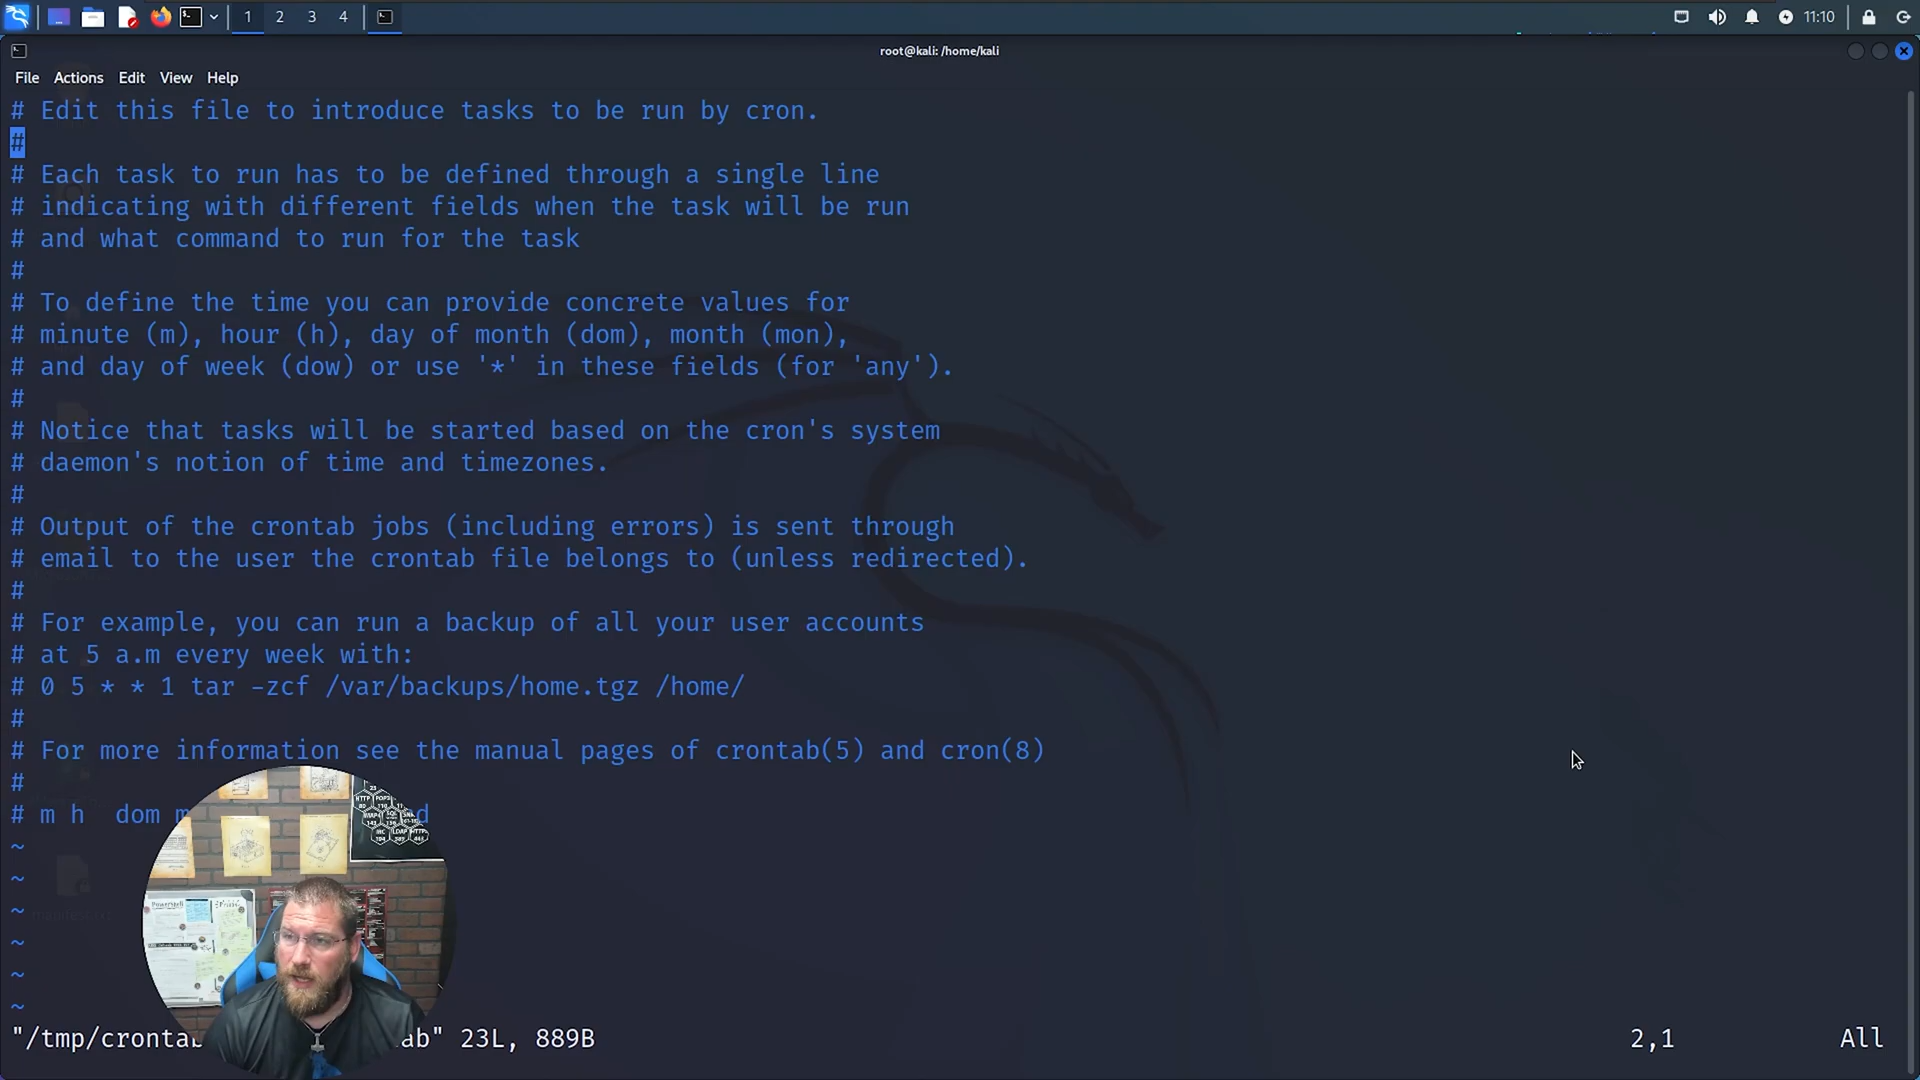 1 2 3 4
11:10
root@kali: /home/kali
File Actions Edit View Help
# Edit this file to introduce tasks to be run by cron.
#
# Each task to run has to be defined through a single line
# indicating with different fields when the task will be run
# and what command to run for the task
#
# To define the time you can provide concrete values for
# minute (m), hour (h), day of month (dom), month (mon),
# and day of week (dow) or use '*' in these fields (for 'any').
#
# Notice that tasks will be started based on the cron's system
# daemon's notion of time and timezones.
#
# Output of the crontab jobs (including errors) is sent through
# email to the user the crontab file belongs to (unless redirected).
#
# For example, you can run a backup of all your user accounts
# at 5 a.m every week with:
# 0 5 * * 1 tar -zcf /var/backups/home.tgz /home/
#
# For more information see the manual pages of crontab(5) and cron(8)
#
# m h  dom m d
~
~
~
~
~
~
"/tmp/crontab ab" 23L, 889B 2,1 All